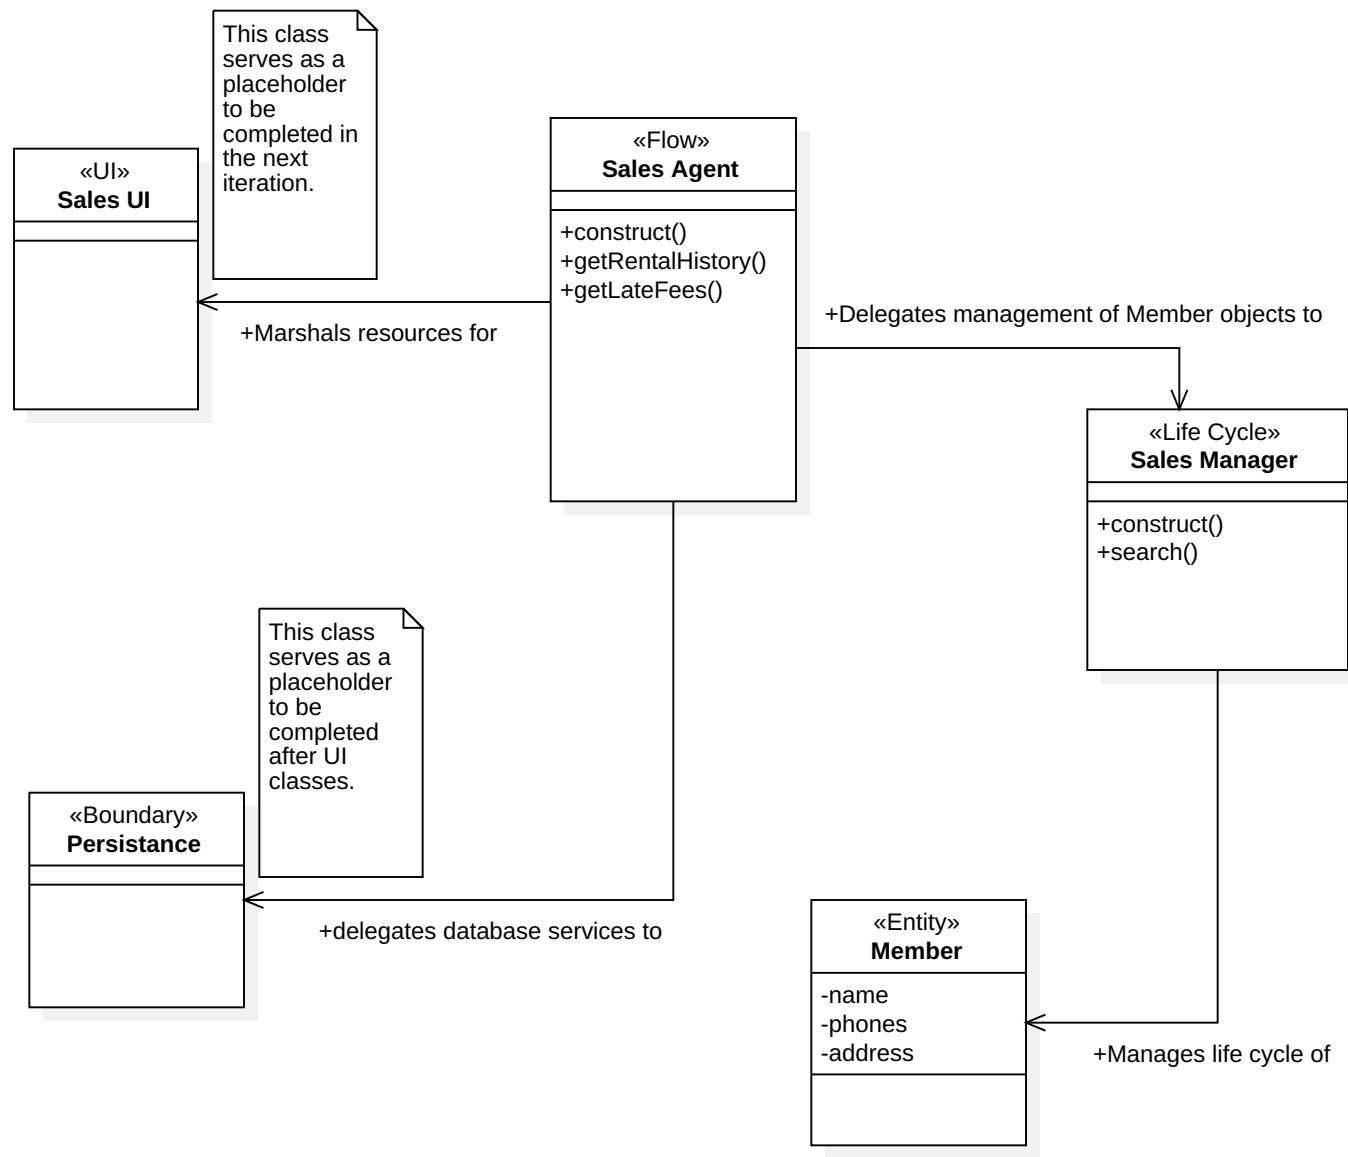 This class
serves as a
placeholder
to be
completed in
the next
iteration.
«UI»
Sales UI
«Flow»
Sales Agent
+construct()
+getRentalHistory()
+getLateFees()
+Marshals resources for
+Delegates management of Member objects to
«Life Cycle»
Sales Manager
+construct()
+search()
This class
serves as a
placeholder
to be
completed
after UI
classes.
«Boundary»
Persistance
+delegates database services to
«Entity»
Member
-name
-phones
-address
+Manages life cycle of